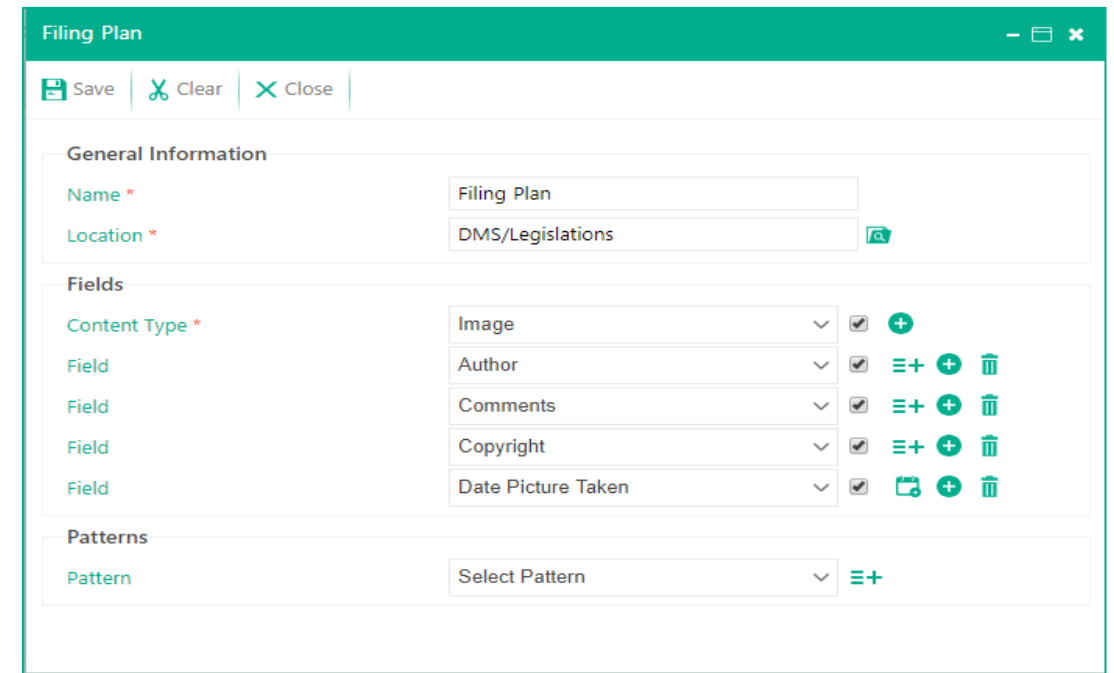 Filing Plan
Save Clear Close
General Information
Name * Filing Plan
Location * DMS/Legislations
Fields
Content Type * Image
Field Author
Field Comments
Field Copyright
Field Date Picture Taken
Patterns
Pattern Select Pattern